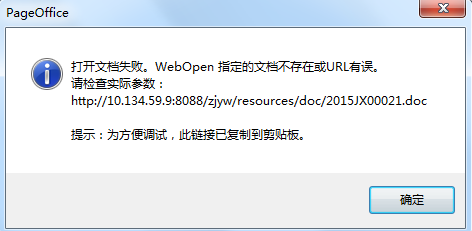 PageOffice
打开文档失败。WebOpen 指定的文档不存在或URL有误。
请检查实际参数：
http://10.134.59.9:8088/zjyw/resources/doc/2015JX00021.doc
提示：为方便调试，此链接已复制到剪贴板。
确定